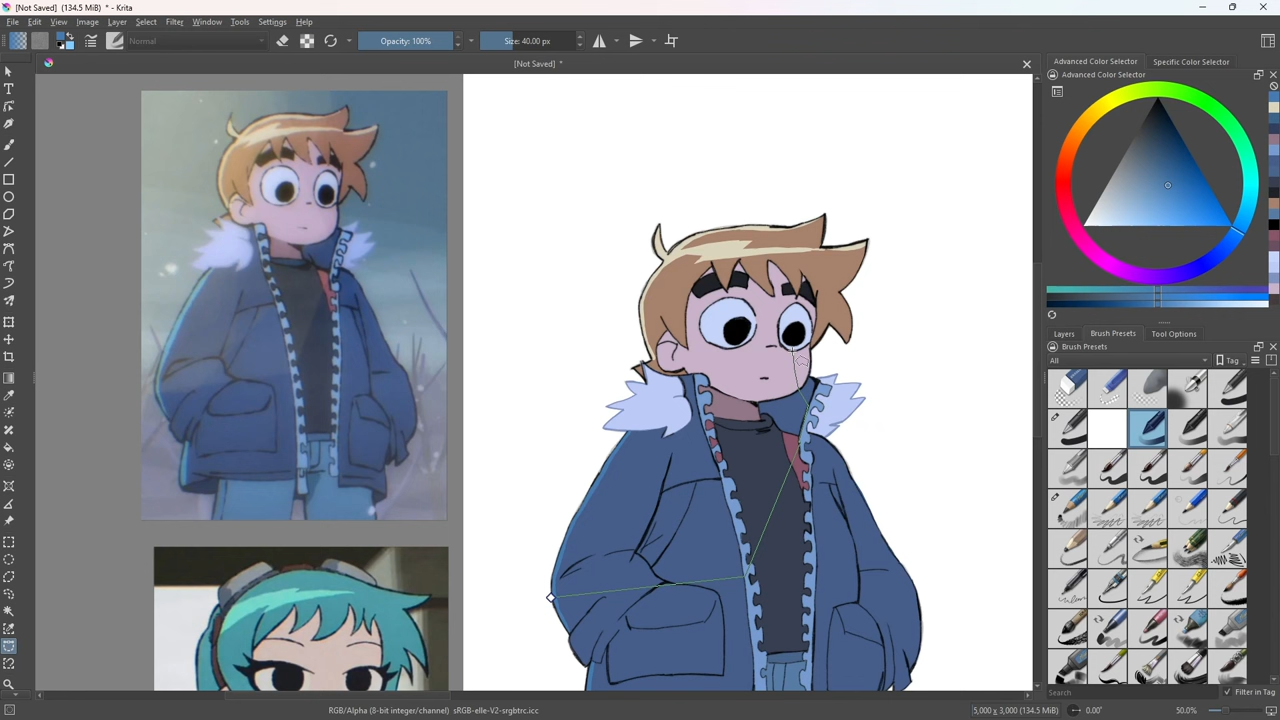 [Not Saved] (134.5 MiB) * - Krita
File Edit View Image Layer Select Filter Window Tools Settings Help
Normal Opacity: 100% Size: 40.00 px
[Not Saved] *
Advanced Color Selector Specific Color Selector
Advanced Color Selector
Layers Brush Presets Tool Options
Brush Presets
All Tag
Search Filter in Tag
RGB/Alpha (8-bit integer/channel) sRGB-elle-V2-srgbtrc.icc 5,000 x 3,000 (134.5 MiB) 0.00° 50.0%